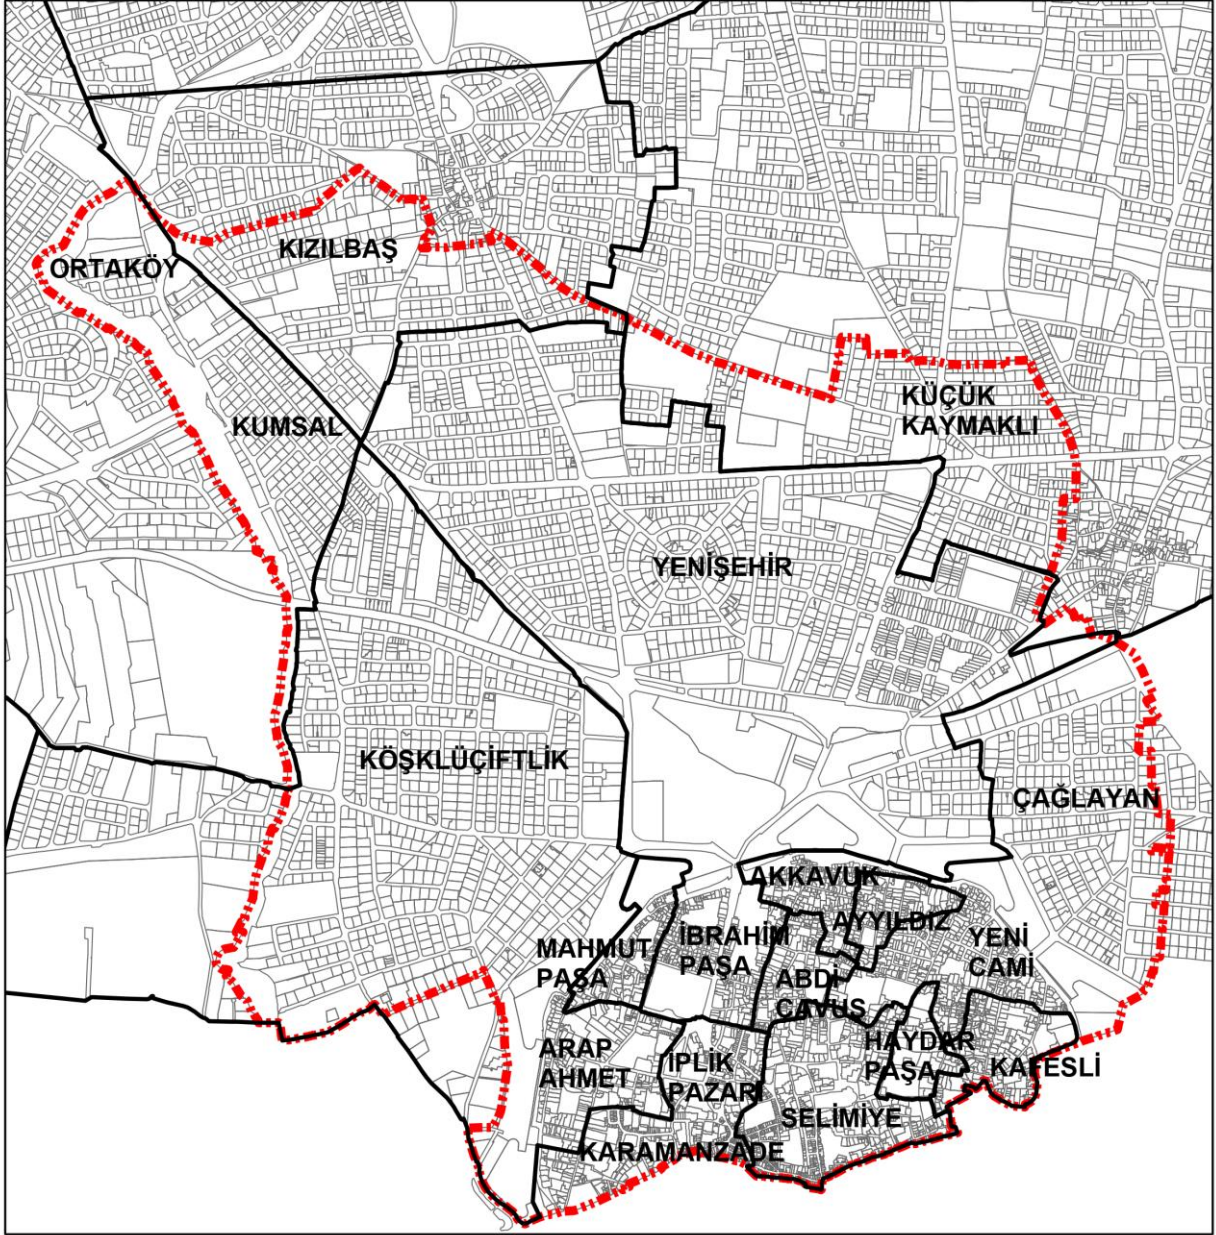 KIZILBAŞ
ORTAKÖY
KÜÇÜK
KAYMAKLI
KUMSAL
YENİŞEHİR
KÖŞKLÜÇİFTLİK
ÇAĞLAYAN
AKKAVUK
AYYILDIZ
MAHMUT
PAŞA
İBRAHİM
PAŞA
YENİ
CAMİ
ABDİ
ÇAVUŞ
ARAP
AHMET
İPLİK
PAZARI
HAYDAR
PAŞA
KAFESLİ
SELİMİYE
KARAMANZADE